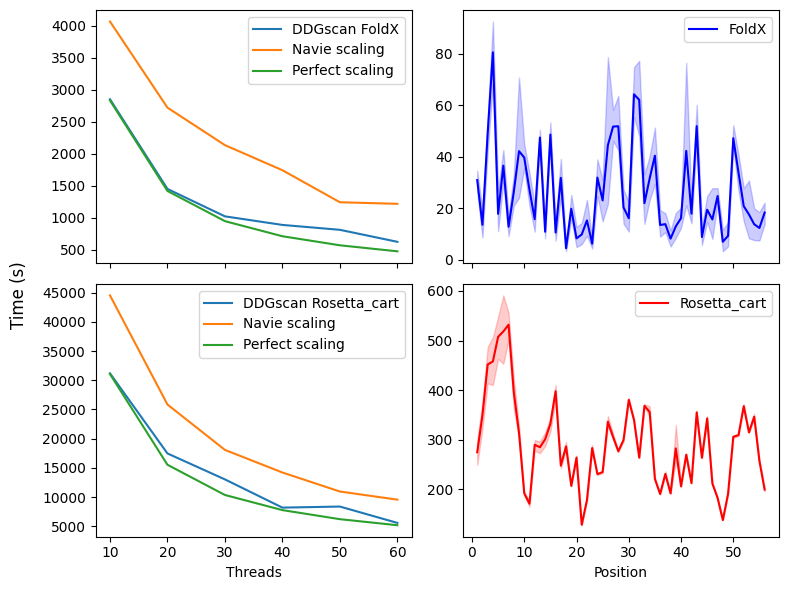 Time (s)
4000
3500
3000
2500
2000
1500
1000
500
DDGscan FoldX
Navie scaling
Perfect scaling
80
60
40
20
0
FoldX
45000
40000
35000
30000
25000
20000
15000
10000
5000
DDGscan Rosetta_cart
Navie scaling
Perfect scaling
10 20 30 40 50 60
Threads
600
500
400
300
200
Rosetta_cart
0 10 20 30 40 50
Position